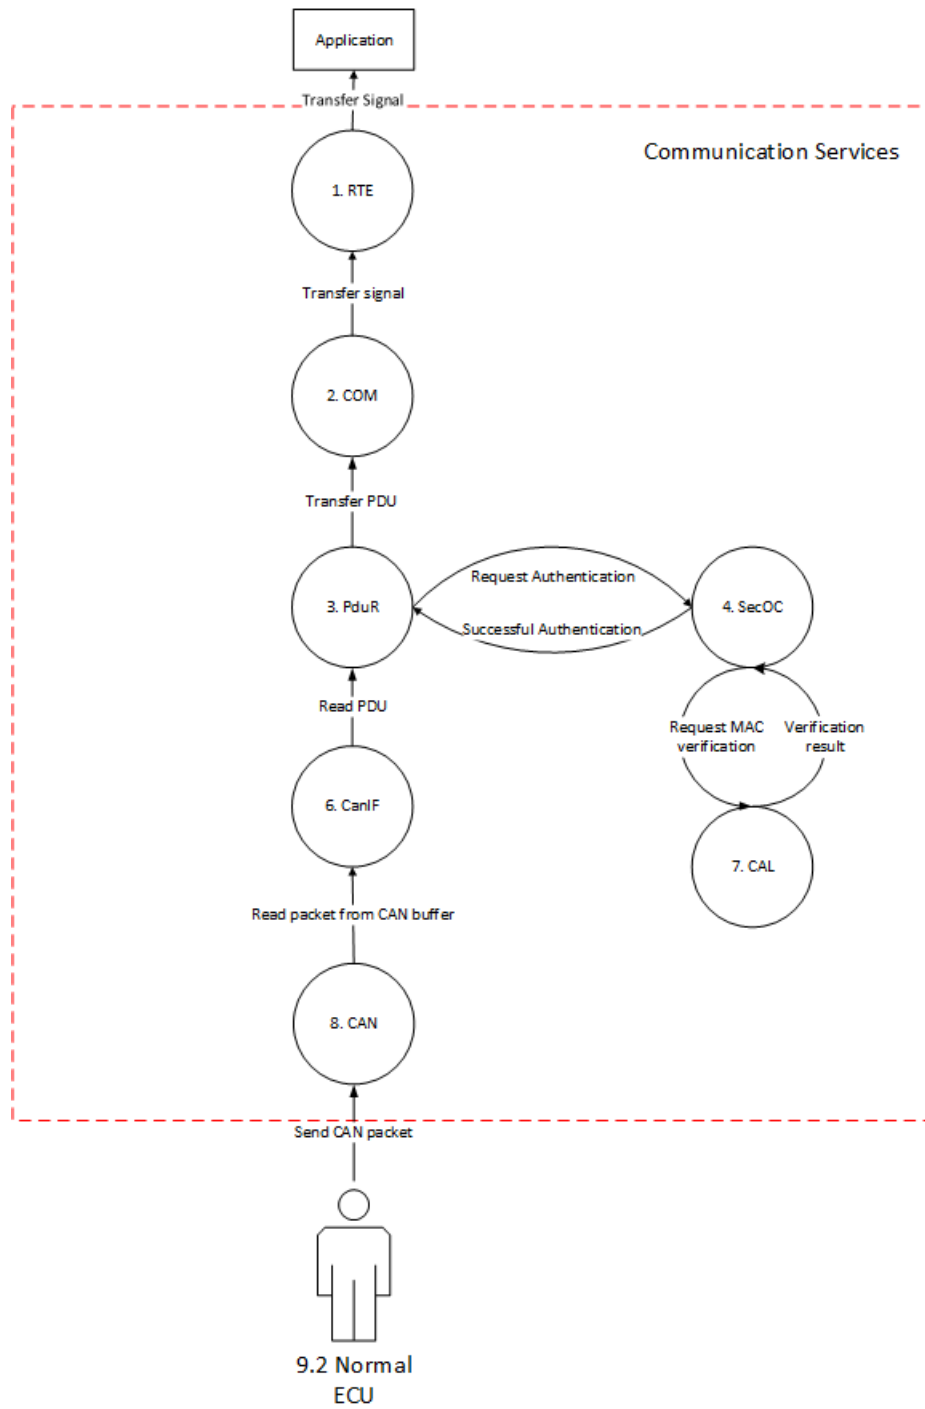 Application
Transfer Signal
Communication Services
1. RTE
Transfer signal
2. COM
Transfer PDU
Request Authentication
3. PduR
4. SecOC
Successful Authentication
Read PDU
Request MAC
verification
Verification
result
6. CanIF
7. CAL
Read packet from CAN buffer
8. CAN
Send CAN packet
9.2 Normal
ECU